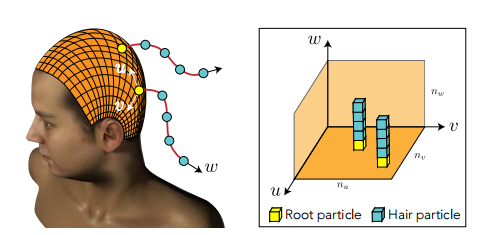 u
v
w
w
n_w
v
n_v
u
n_u
Root particle
Hair particle